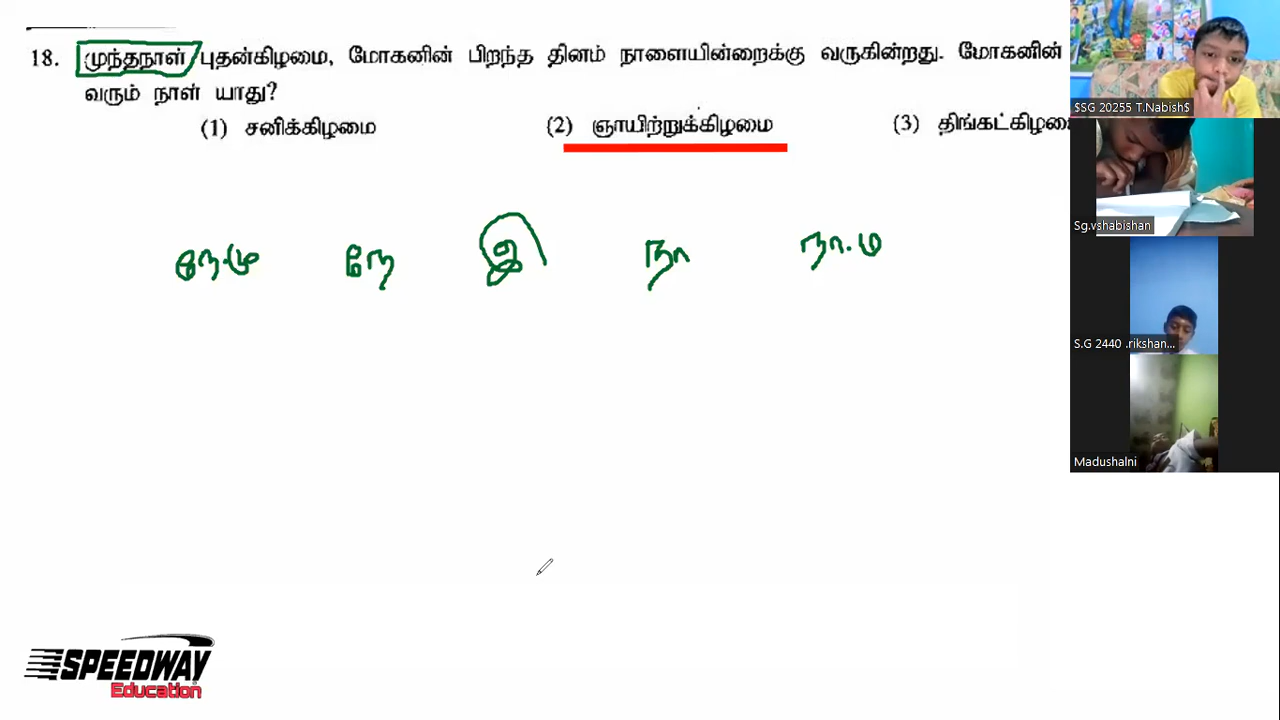 18. முந்தநாள் புதன்கிழமை, மோகனின் பிறந்த தினம் நாளையின்றைக்கு வருகின்றது. மோகனின்
வரும் நாள் யாது?
(1) சனிக்கிழமை (2) ஞாயிற்றுக்கிழமை (3) திங்கட்கிழமை
நே.மு நே இ நா நா.ம
$SG 20255 T.Nabish$
Sg.vshabishan
S.G 2440 .rikshan...
Madushalni
SPEEDWAY
Education